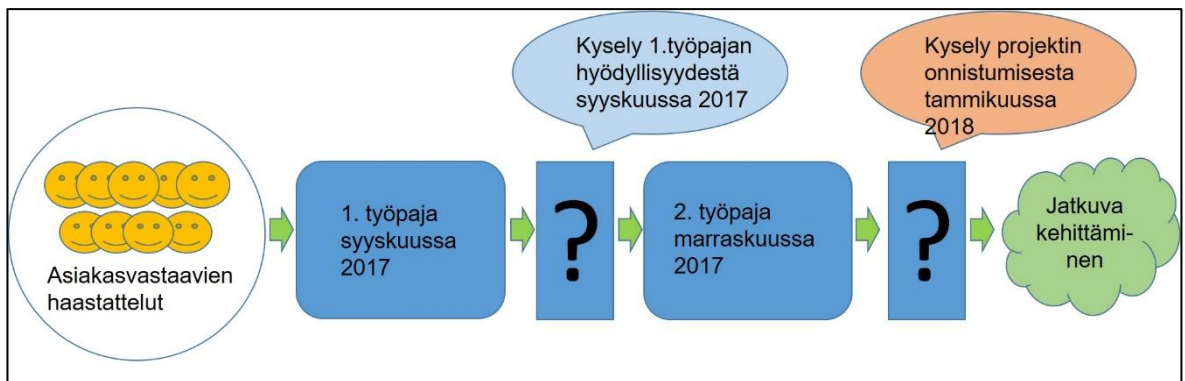 Kysely 1.työpajan
hyödyllisyydestä
syyskuussa 2017
Kysely projektin
onnistumisesta
tammikuussa
2018
Asiakasvastaavien
haastattelut
1. työpaja
syyskuussa
2017
?
2. työpaja
marraskuussa
2017
?
Jatkuva
kehittämi-
nen